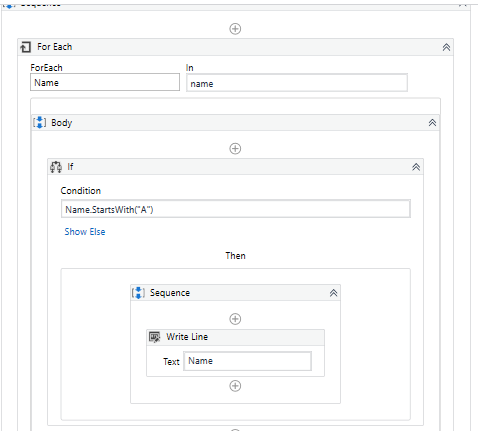 Sequence
For Each
ForEach In
Name name
Body
If
Condition
Name.StartsWith("A")
Show Else
Then
Sequence
Write Line
Text Name